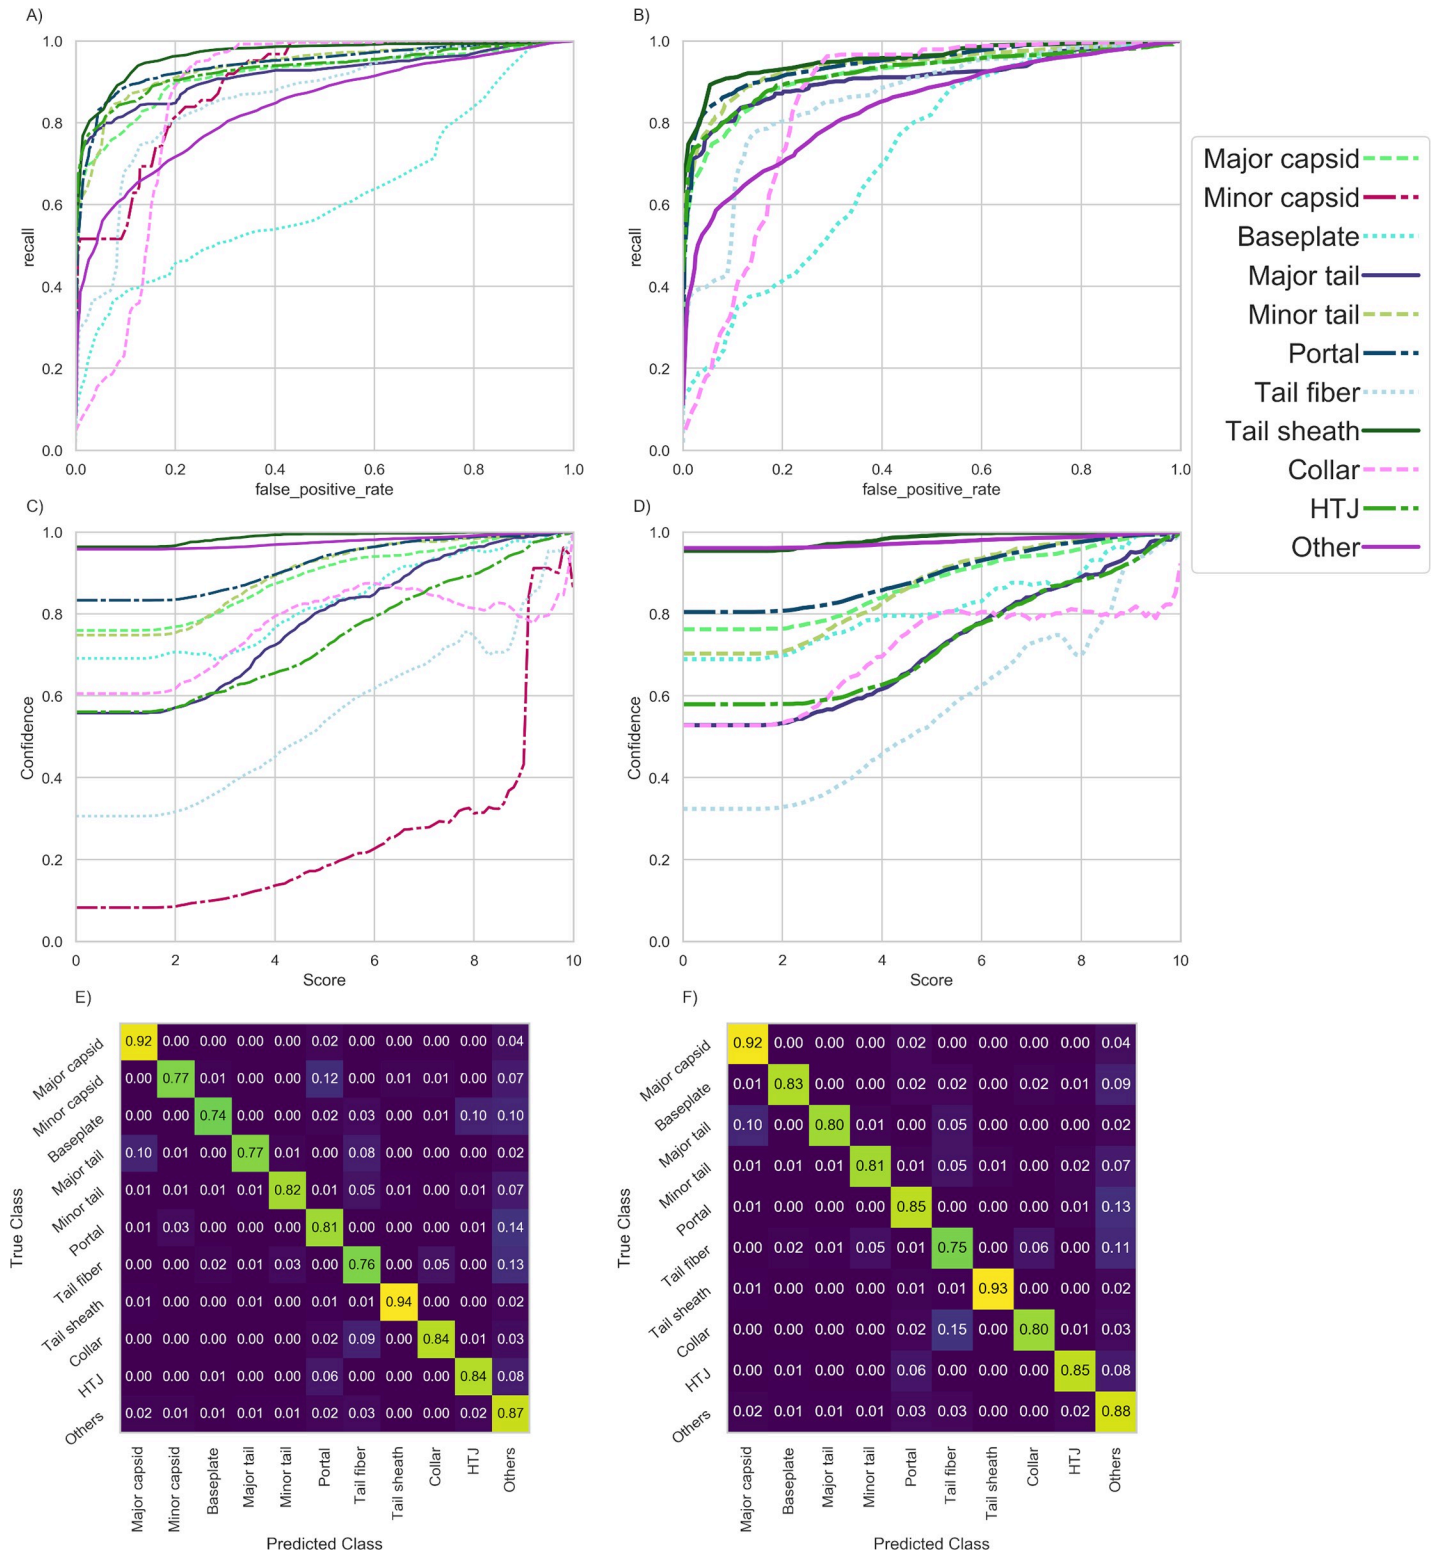 A)
B)
1.0
0.8
0.6
0.4
0.2
0.0
recall
0.0 0.2 0.4 0.6 0.8 1.0
false_positive_rate
1.0
0.8
0.6
0.4
0.2
0.0
recall
0.0 0.2 0.4 0.6 0.8 1.0
false_positive_rate
Major capsid
Minor capsid
Baseplate
Major tail
Minor tail
Portal
Tail fiber
Tail sheath
Collar
HTJ
Other
C)
D)
1.0
0.8
0.6
0.4
0.2
0.0
Confidence
0 2 4 6 8 10
Score
1.0
0.8
0.6
0.4
0.2
0.0
Confidence
0 2 4 6 8 10
Score
E)
True Class
Major capsid 0.92 0.00 0.00 0.00 0.00 0.02 0.00 0.00 0.00 0.00 0.04
Minor capsid 0.00 0.77 0.01 0.00 0.00 0.12 0.00 0.01 0.01 0.00 0.07
Baseplate 0.00 0.00 0.74 0.00 0.00 0.02 0.03 0.00 0.01 0.10 0.10
Major tail 0.10 0.01 0.00 0.77 0.01 0.00 0.08 0.00 0.00 0.00 0.02
Minor tail 0.01 0.01 0.01 0.01 0.82 0.01 0.05 0.01 0.00 0.01 0.07
Portal 0.01 0.03 0.00 0.00 0.00 0.81 0.00 0.00 0.00 0.01 0.14
Tail fiber 0.00 0.00 0.02 0.01 0.03 0.00 0.76 0.00 0.05 0.00 0.13
Tail sheath 0.01 0.00 0.00 0.01 0.00 0.01 0.01 0.94 0.00 0.00 0.02
Collar 0.00 0.00 0.00 0.00 0.00 0.02 0.09 0.00 0.84 0.01 0.03
HTJ 0.00 0.00 0.01 0.00 0.00 0.06 0.00 0.00 0.00 0.84 0.08
Others 0.02 0.01 0.01 0.01 0.01 0.02 0.03 0.00 0.00 0.02 0.87
Major capsid
Minor capsid
Baseplate
Major tail
Minor tail
Portal
Tail fiber
Tail sheath
Collar
HTJ
Others
Predicted Class
F)
True Class
Major capsid 0.92 0.00 0.00 0.00 0.02 0.00 0.00 0.00 0.00 0.04
Baseplate 0.01 0.83 0.00 0.00 0.02 0.02 0.00 0.02 0.01 0.09
Major tail 0.10 0.00 0.80 0.01 0.00 0.05 0.00 0.00 0.00 0.02
Minor tail 0.01 0.01 0.01 0.81 0.01 0.05 0.01 0.00 0.02 0.07
Portal 0.01 0.00 0.00 0.00 0.85 0.00 0.00 0.00 0.01 0.13
Tail fiber 0.00 0.02 0.01 0.05 0.01 0.75 0.00 0.06 0.00 0.11
Tail sheath 0.01 0.00 0.00 0.00 0.01 0.01 0.93 0.00 0.00 0.02
Collar 0.00 0.00 0.00 0.00 0.02 0.15 0.00 0.80 0.01 0.03
HTJ 0.00 0.01 0.00 0.00 0.06 0.00 0.00 0.00 0.85 0.08
Others 0.02 0.01 0.01 0.01 0.03 0.03 0.00 0.00 0.02 0.88
Major capsid
Baseplate
Major tail
Minor tail
Portal
Tail fiber
Tail sheath
Collar
HTJ
Others
Predicted Class